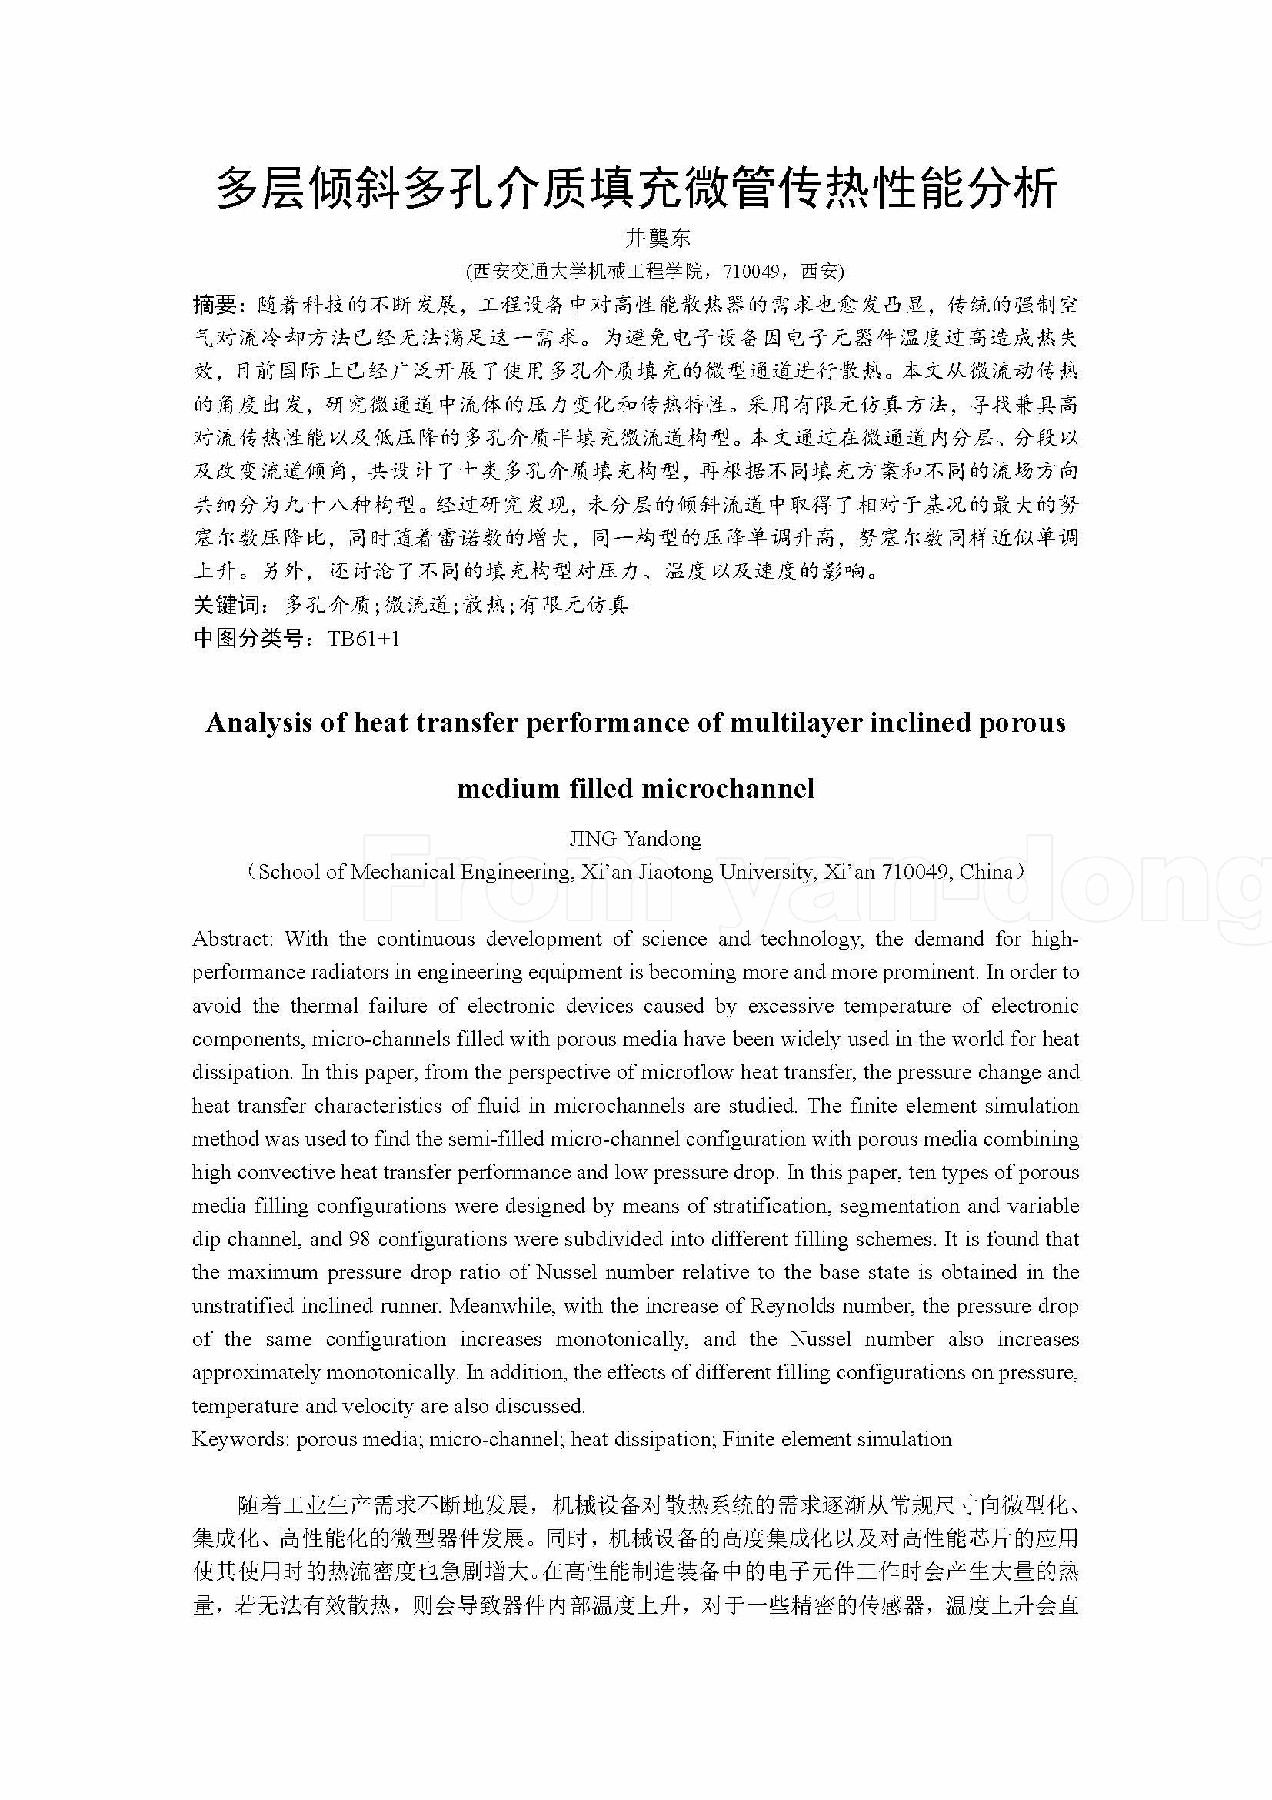 多层倾斜多孔介质填充微管传热性能分析
井龑东
(西安交通大学机械工程学院，710049，西安)
摘要：随着科技的不断发展，工程设备中对高性能散热器的需求也愈发凸显，传统的强制空
气对流冷却方法已经无法满足这一需求。为避免电子设备因电子元器件温度过高造成热失
效，目前国际上已经广泛开展了使用多孔介质填充的微型通道进行散热。本文从微流动传热
的角度出发，研究微通道中流体的压力变化和传热特性。采用有限元仿真方法，寻找兼具高
对流传热性能以及低压降的多孔介质半填充微流道构型。本文通过在微通道内分层、分段以
及改变流道倾角，共设计了十类多孔介质填充构型，再根据不同填充方案和不同的流场方向
共细分为九十八种构型。经过研究发现，未分层的倾斜流道中取得了相对于基况的最大的努
塞尔数压降比，同时随着雷诺数的增大，同一构型的压降单调升高，努塞尔数同样近似单调
上升。另外，还讨论了不同的填充构型对压力、温度以及速度的影响。
关键词：多孔介质;微流道;散热;有限元仿真
中图分类号：TB61+1
Analysis of heat transfer performance of multilayer inclined porous
medium filled microchannel
JING Yandong
（School of Mechanical Engineering, Xi’an Jiaotong University, Xi’an 710049, China）
From yan-dong
Abstract: With the continuous development of science and technology, the demand for high-
performance radiators in engineering equipment is becoming more and more prominent. In order to
avoid the thermal failure of electronic devices caused by excessive temperature of electronic
components, micro-channels filled with porous media have been widely used in the world for heat
dissipation. In this paper, from the perspective of microflow heat transfer, the pressure change and
heat transfer characteristics of fluid in microchannels are studied. The finite element simulation
method was used to find the semi-filled micro-channel configuration with porous media combining
high convective heat transfer performance and low pressure drop. In this paper, ten types of porous
media filling configurations were designed by means of stratification, segmentation and variable
dip channel, and 98 configurations were subdivided into different filling schemes. It is found that
the maximum pressure drop ratio of Nussel number relative to the base state is obtained in the
unstratified inclined runner. Meanwhile, with the increase of Reynolds number, the pressure drop
of the same configuration increases monotonically, and the Nussel number also increases
approximately monotonically. In addition, the effects of different filling configurations on pressure,
temperature and velocity are also discussed.
Keywords: porous media; micro-channel; heat dissipation; Finite element simulation
随着工业生产需求不断地发展，机械设备对散热系统的需求逐渐从常规尺寸向微型化、
集成化、高性能化的微型器件发展。同时，机械设备的高度集成化以及对高性能芯片的应用
使其使用时的热流密度也急剧增大。在高性能制造装备中的电子元件工作时会产生大量的热
量，若无法有效散热，则会导致器件内部温度上升，对于一些精密的传感器，温度上升会直